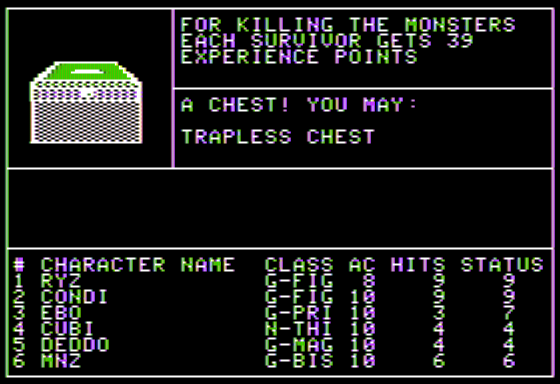 FOR KILLING THE MONSTERS
EACH SURVIVOR GETS 39
EXPERIENCE POINTS
A CHEST! YOU MAY:
TRAPLESS CHEST
# CHARACTER NAME CLASS AC HITS STATUS
1 RYZ G-FIG 8 9 9
2 CONDI G-FIG 10 9 9
3 EBO G-PRI 10 3 7
4 CUBI N-THI 10 4 4
5 DEDDO G-MAG 10 4 4
6 MNZ G-BIS 10 6 6